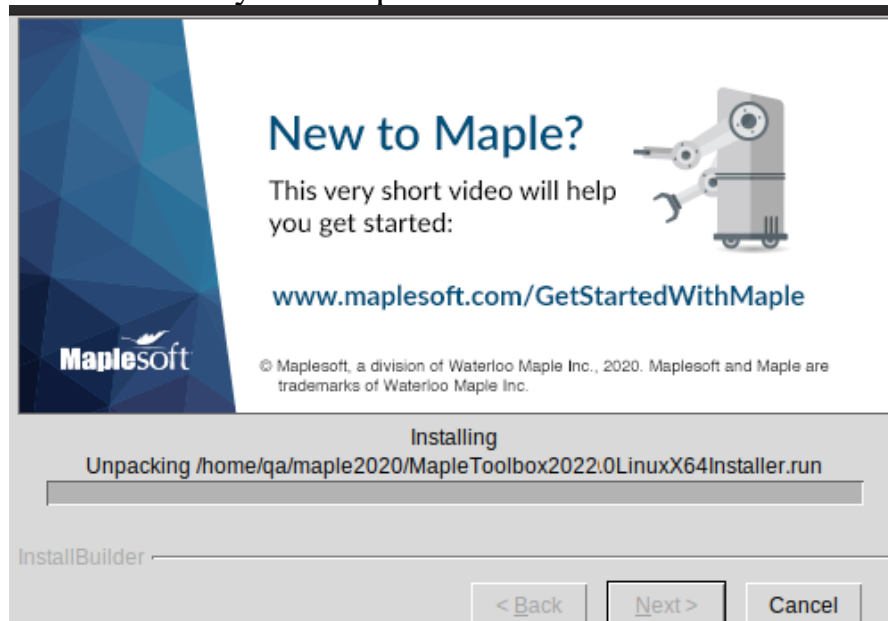 New to Maple?
This very short video will help
you get started:
www.maplesoft.com/GetStartedWithMaple
Maplesoft
© Maplesoft, a division of Waterloo Maple Inc., 2020. Maplesoft and Maple are
trademarks of Waterloo Maple Inc.
Installing
Unpacking /home/qa/maple2020/MapleToolbox2022.0LinuxX64Installer.run
InstallBuilder
< Back
Next >
Cancel